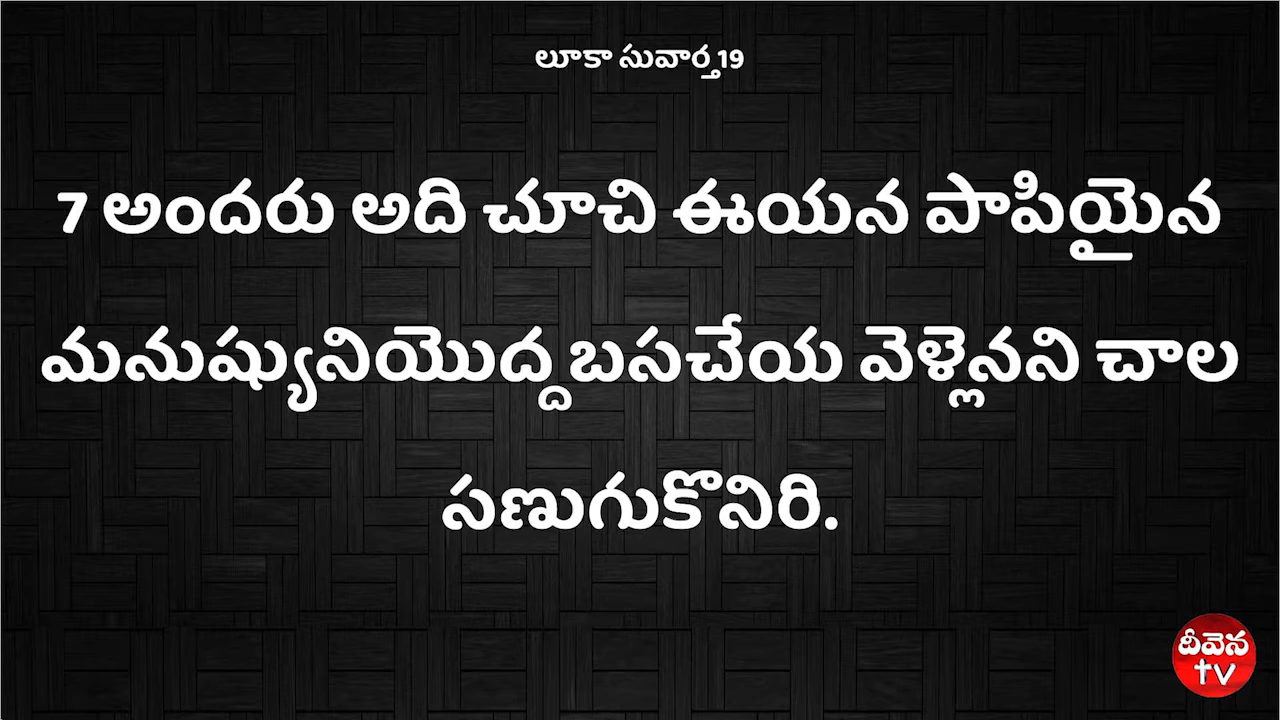 లూకా సువార్త 19
7 అందరు అది చూచి ఈయన పాపియైన
మనుష్యునియొద్ద బసచేయ వెళ్లెనని చాల
సణుగుకొనిరి.
దీవెన
tv